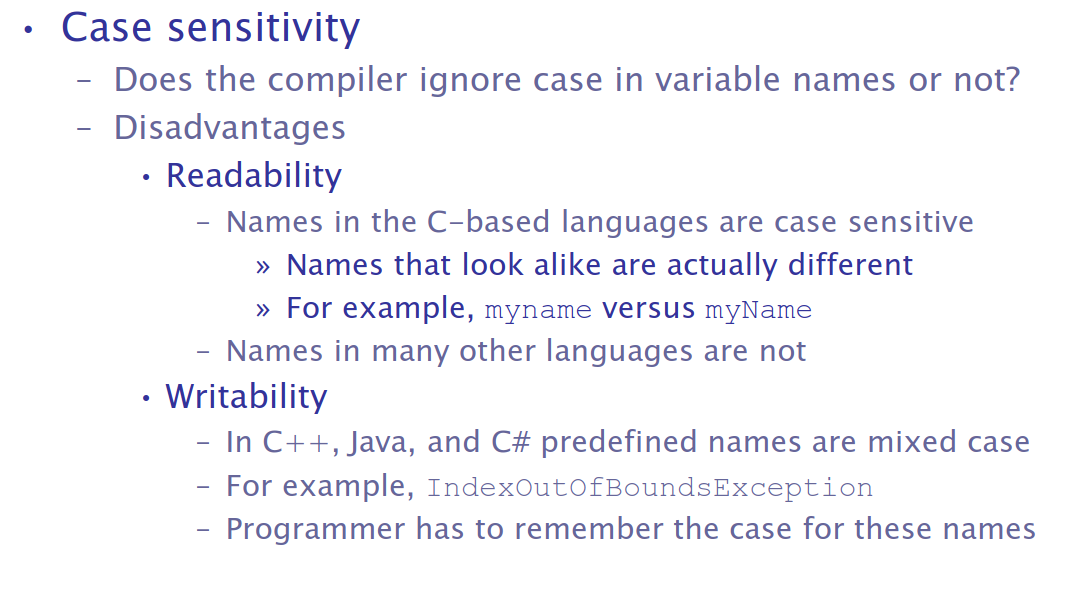 • Case sensitivity
– Does the compiler ignore case in variable names or not?
– Disadvantages
• Readability
– Names in the C-based languages are case sensitive
» Names that look alike are actually different
» For example, myname versus myName
– Names in many other languages are not
• Writability
– In C++, Java, and C# predefined names are mixed case
– For example, IndexOutOfBoundsException
– Programmer has to remember the case for these names